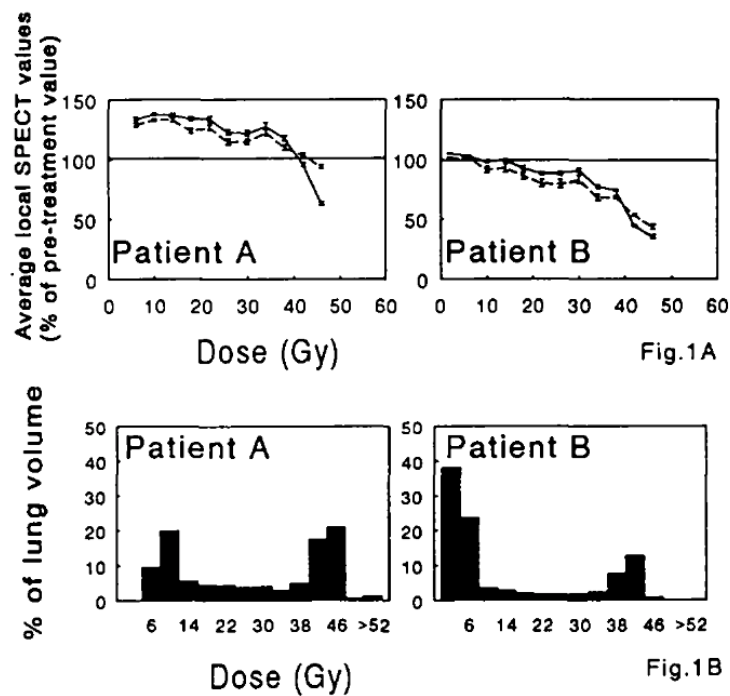 Average local SPECT values
(% of pre-treatment value)
150
100
50
0
Patient A
0 10 20 30 40 50 60
150
100
50
0
Patient B
0 10 20 30 40 50 60
Dose (Gy)
Fig.1A
% of lung volume
50
40
30
20
10
0
Patient A
6 14 22 30 38 46 >52
50
40
30
20
10
0
Patient B
6 14 22 30 38 46 >52
Dose (Gy)
Fig.1B